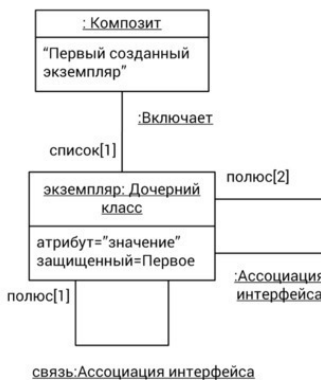 : Композит
“Первый созданный
экземпляр”
:Включает
список[1]
полюс[2]
экземпляр: Дочерний
класс
атрибут=”значение”
защищенный=Первое
полюс[1]
:Ассоциация
интерфейса
связь:Ассоциация интерфейса